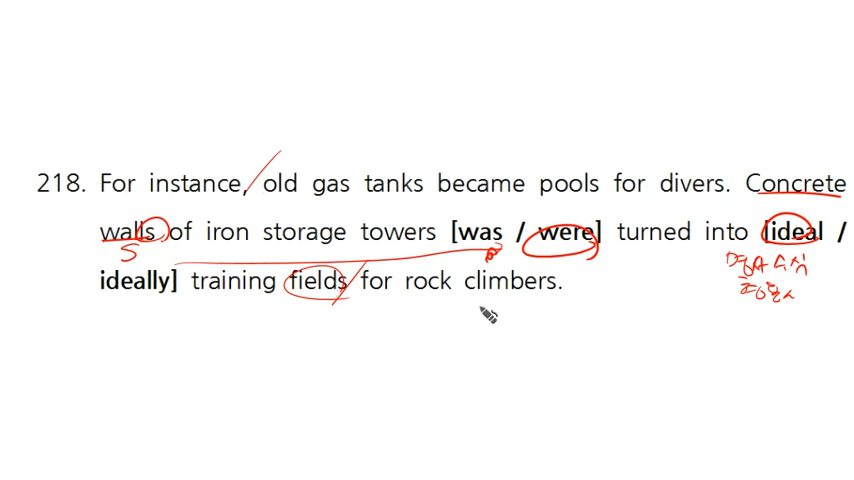 218. For instance, old gas tanks became pools for divers. Concrete
walls of iron storage towers [was / were] turned into [ideal /
S
ideally] training fields for rock climbers.
명사 수식
형용사